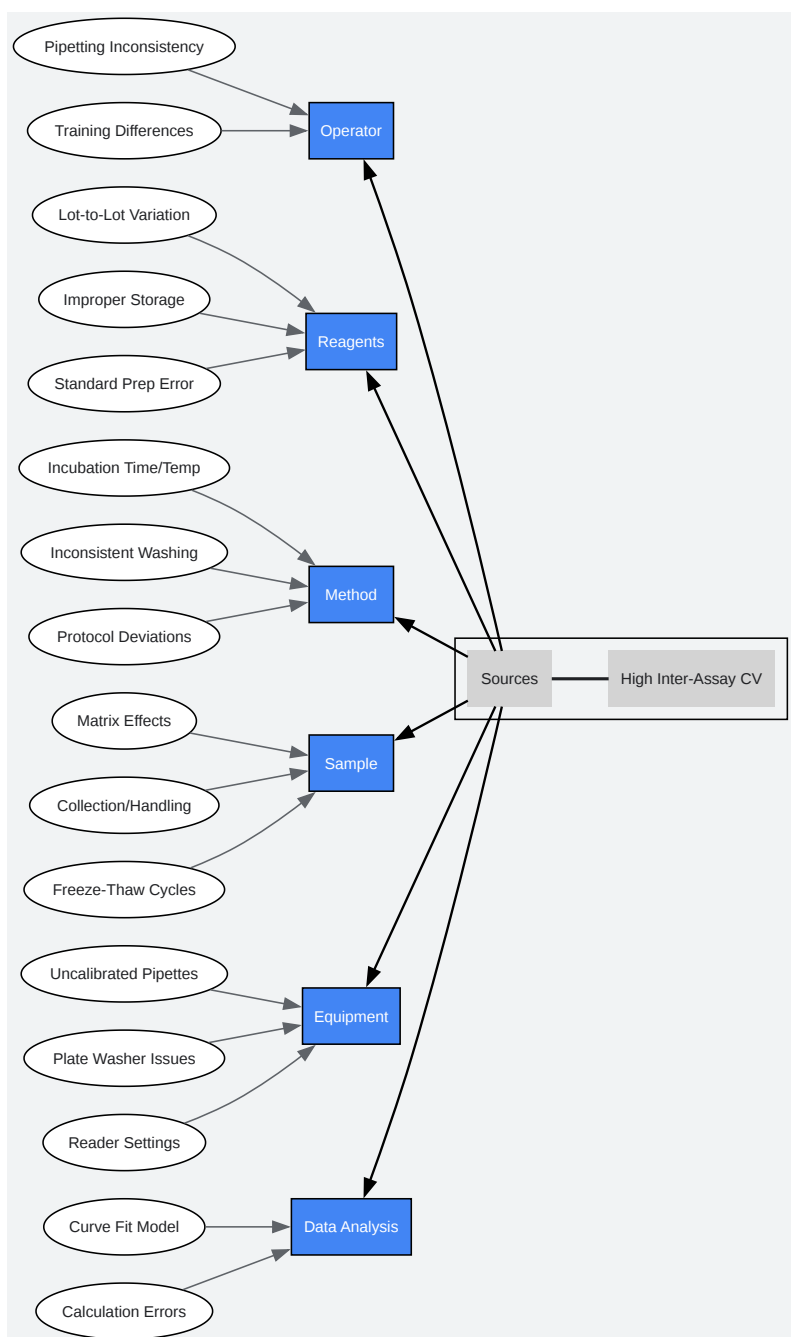 Pipetting Inconsistency
Training Differences
Operator
Lot-to-Lot Variation
Improper Storage
Reagents
Standard Prep Error
Incubation Time/Temp
Inconsistent Washing
Method
Protocol Deviations
Sources
High Inter-Assay CV
Matrix Effects
Sample
Collection/Handling
Freeze-Thaw Cycles
Uncalibrated Pipettes
Equipment
Plate Washer Issues
Reader Settings
Curve Fit Model
Data Analysis
Calculation Errors